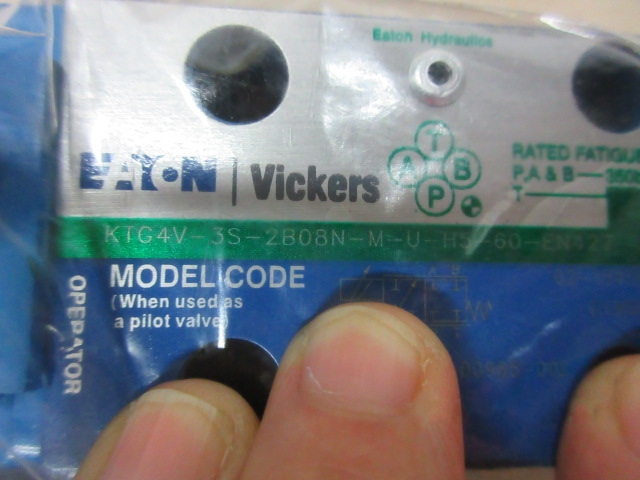 Eaton Hydraulics
RATED FATIGUE
P, A & B — 350b
T
T
A B
P
EATON | Vickers
KTG4V-3S-2B08N-M-U-H5-60-EN427
MODEL CODE
(When used as
a pilot valve)
OPERATOR
A B